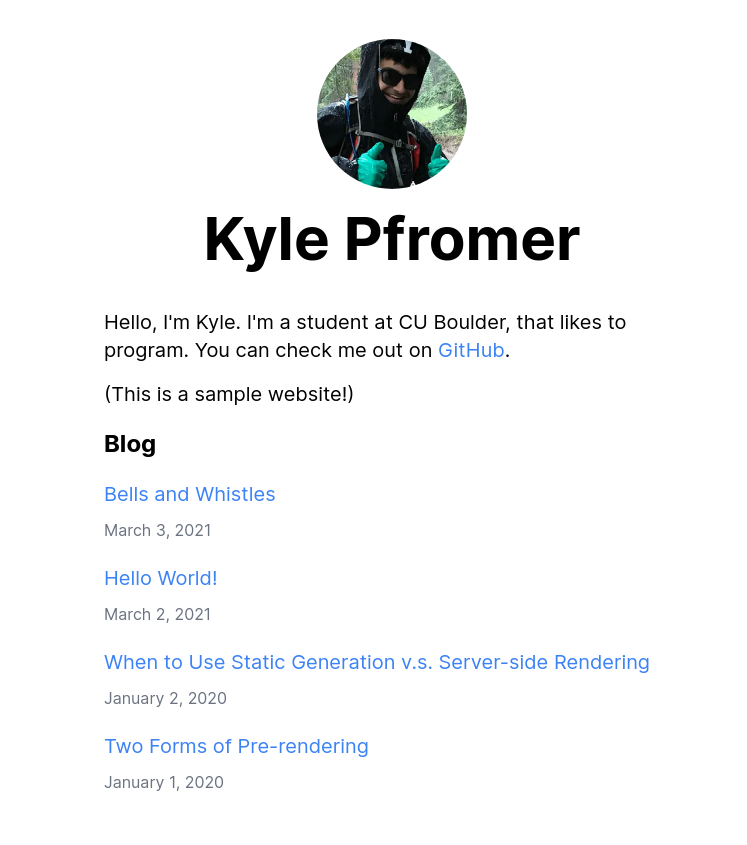 Kyle Pfromer
Hello, I'm Kyle. I'm a student at CU Boulder, that likes to
program. You can check me out on GitHub.
(This is a sample website!)
Blog
Bells and Whistles
March 3, 2021
Hello World!
March 2, 2021
When to Use Static Generation v.s. Server-side Rendering
January 2, 2020
Two Forms of Pre-rendering
January 1, 2020